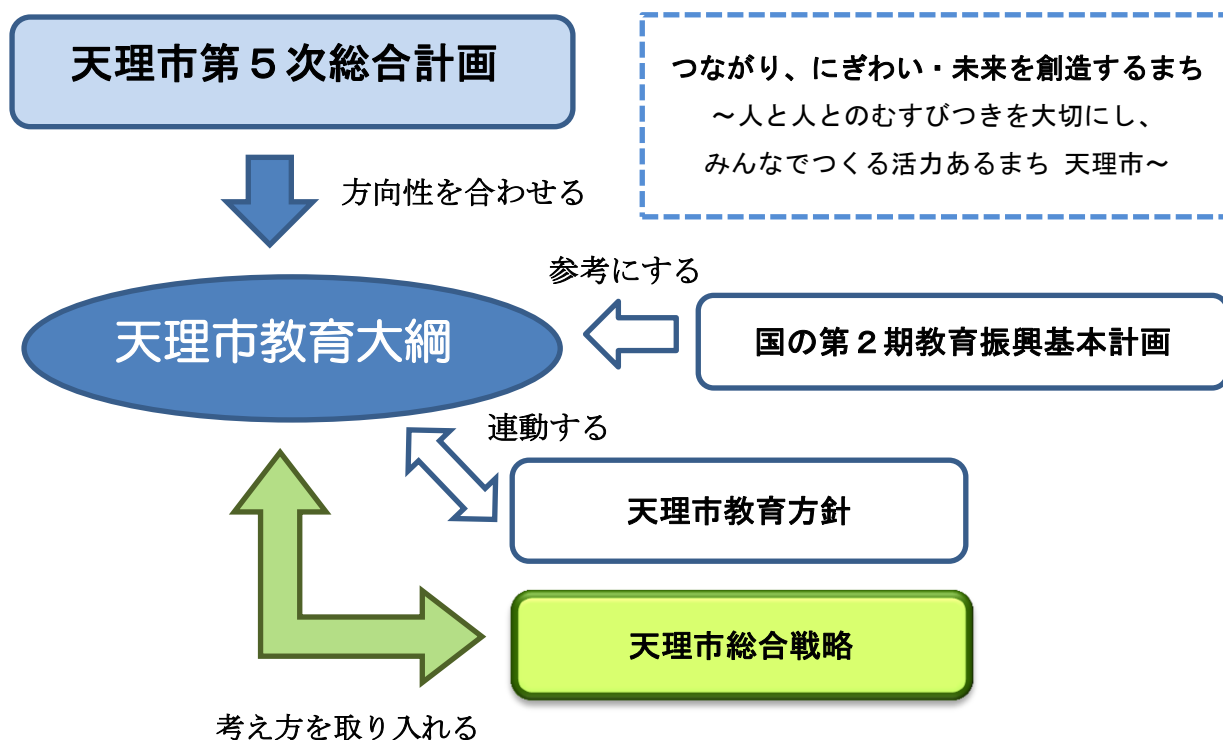 天理市第５次総合計画
つながり、にぎわい・未来を創造するまち
～人と人とのむすびつきを大切にし、
みんなでつくる活力あるまち 天理市～
方向性を合わせる
参考にする
天理市教育大綱
国の第２期教育振興基本計画
連動する
天理市教育方針
天理市総合戦略
考え方を取り入れる